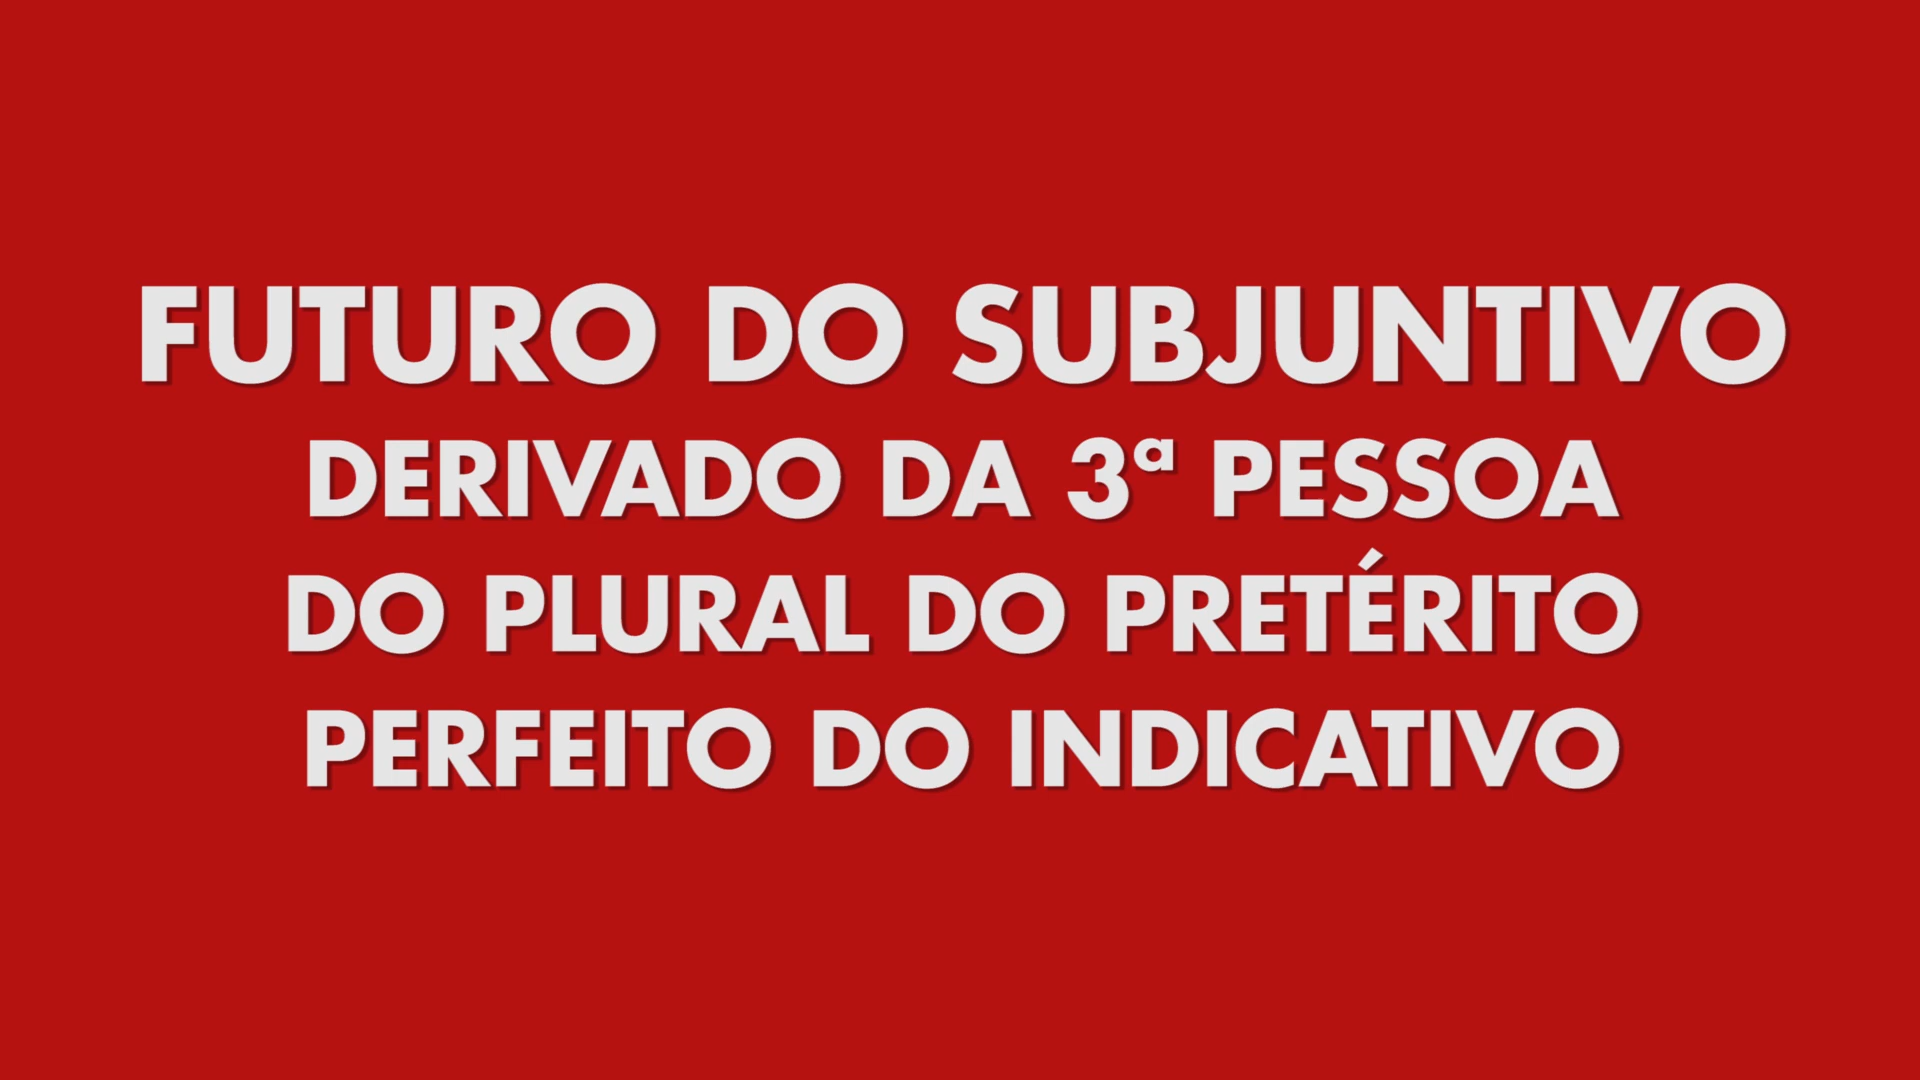 FUTURO DO SUBJUNTIVO
DERIVADO DA 3ª PESSOA
DO PLURAL DO PRETÉRITO
PERFEITO DO INDICATIVO